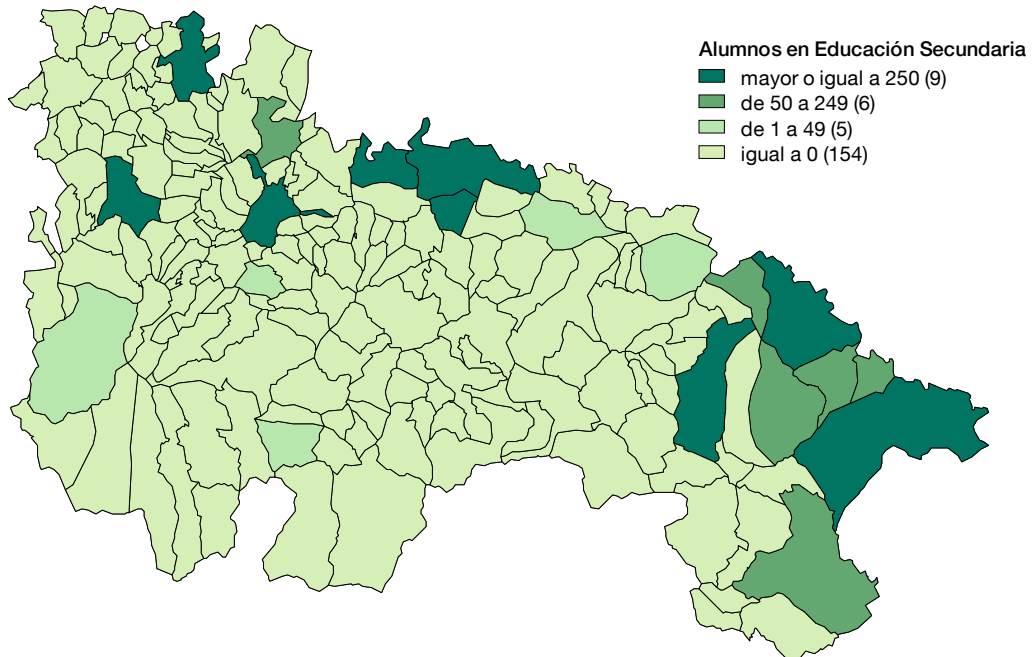 Alumnos en Educación Secundaria
mayor o igual a 250 (9)
de 50 a 249 (6)
de 1 a 49 (5)
igual a 0 (154)